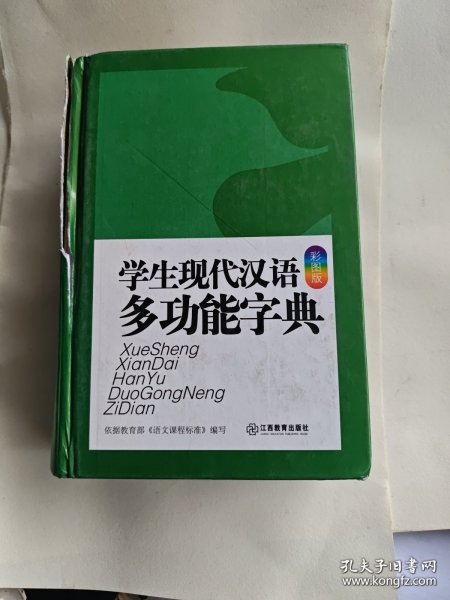 学生现代汉语
多功能字典
彩图版
XueSheng
XianDai
HanYu
DuoGongNeng
ZiDian
依据教育部《语文课程标准》编写
江西教育出版社
孔夫子旧书网
www.kongfz.com